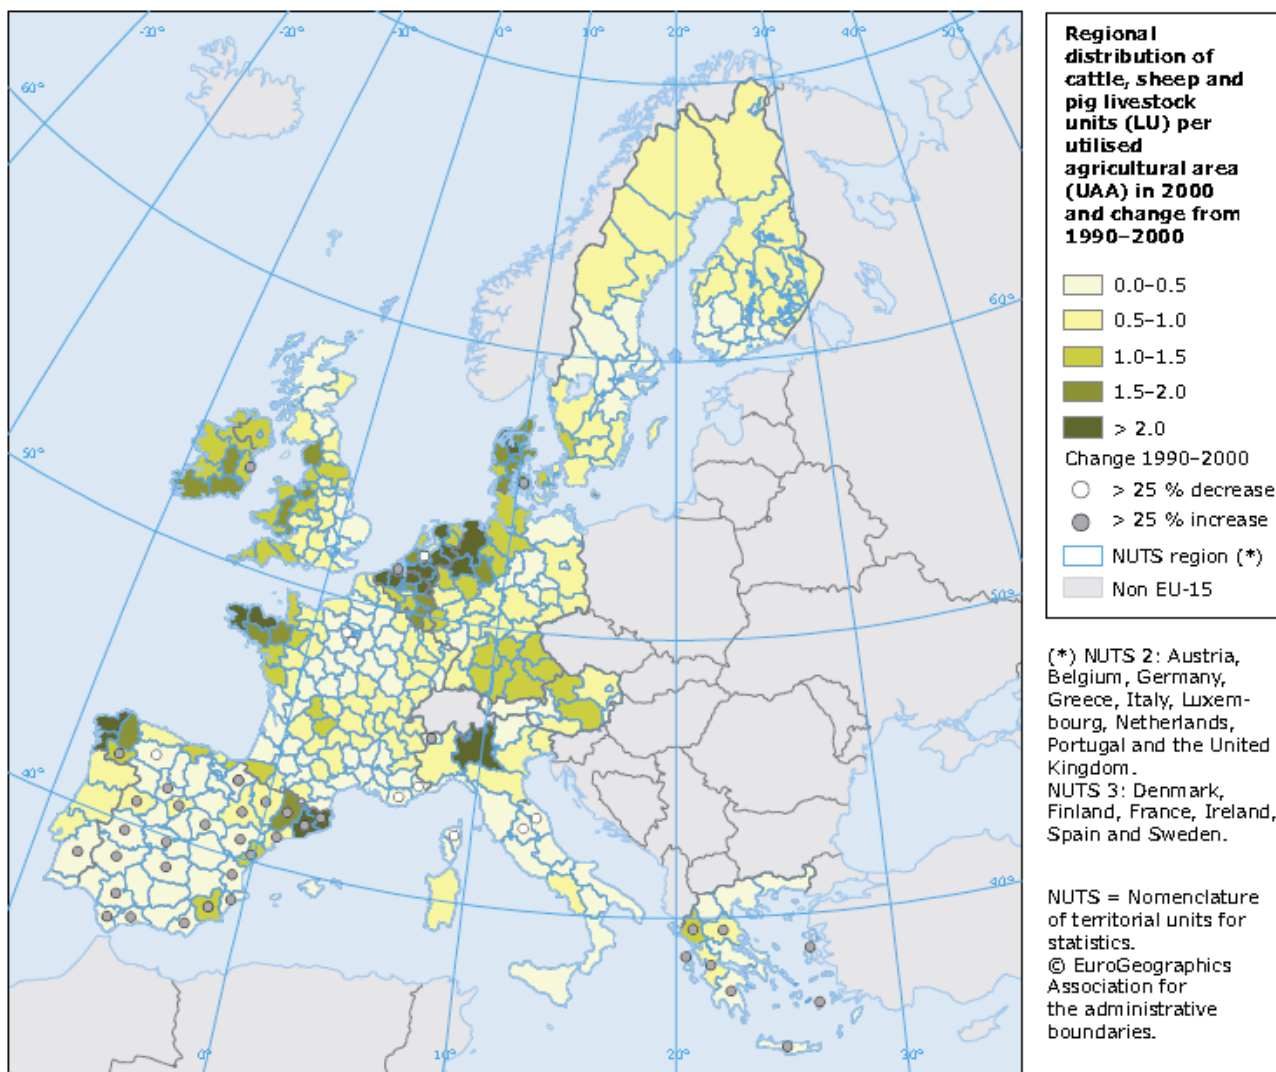 -30°
-20°
-10°
0°
10°
20°
30°
40°
50°
60°
60°
50°
50°
40°
40°
0°
10°
20°
30°
Regional
distribution of
cattle, sheep and
pig livestock
units (LU) per
utilised
agricultural area
(UAA) in 2000
and change from
1990–2000
0.0–0.5
0.5–1.0
1.0–1.5
1.5–2.0
> 2.0
Change 1990–2000
> 25 % decrease
> 25 % increase
NUTS region (*)
Non EU-15
(*) NUTS 2: Austria,
Belgium, Germany,
Greece, Italy, Luxem-
bourg, Netherlands,
Portugal and the United
Kingdom.
NUTS 3: Denmark,
Finland, France, Ireland,
Spain and Sweden.
NUTS = Nomenclature
of territorial units for
statistics.
© EuroGeographics
Association for
the administrative
boundaries.